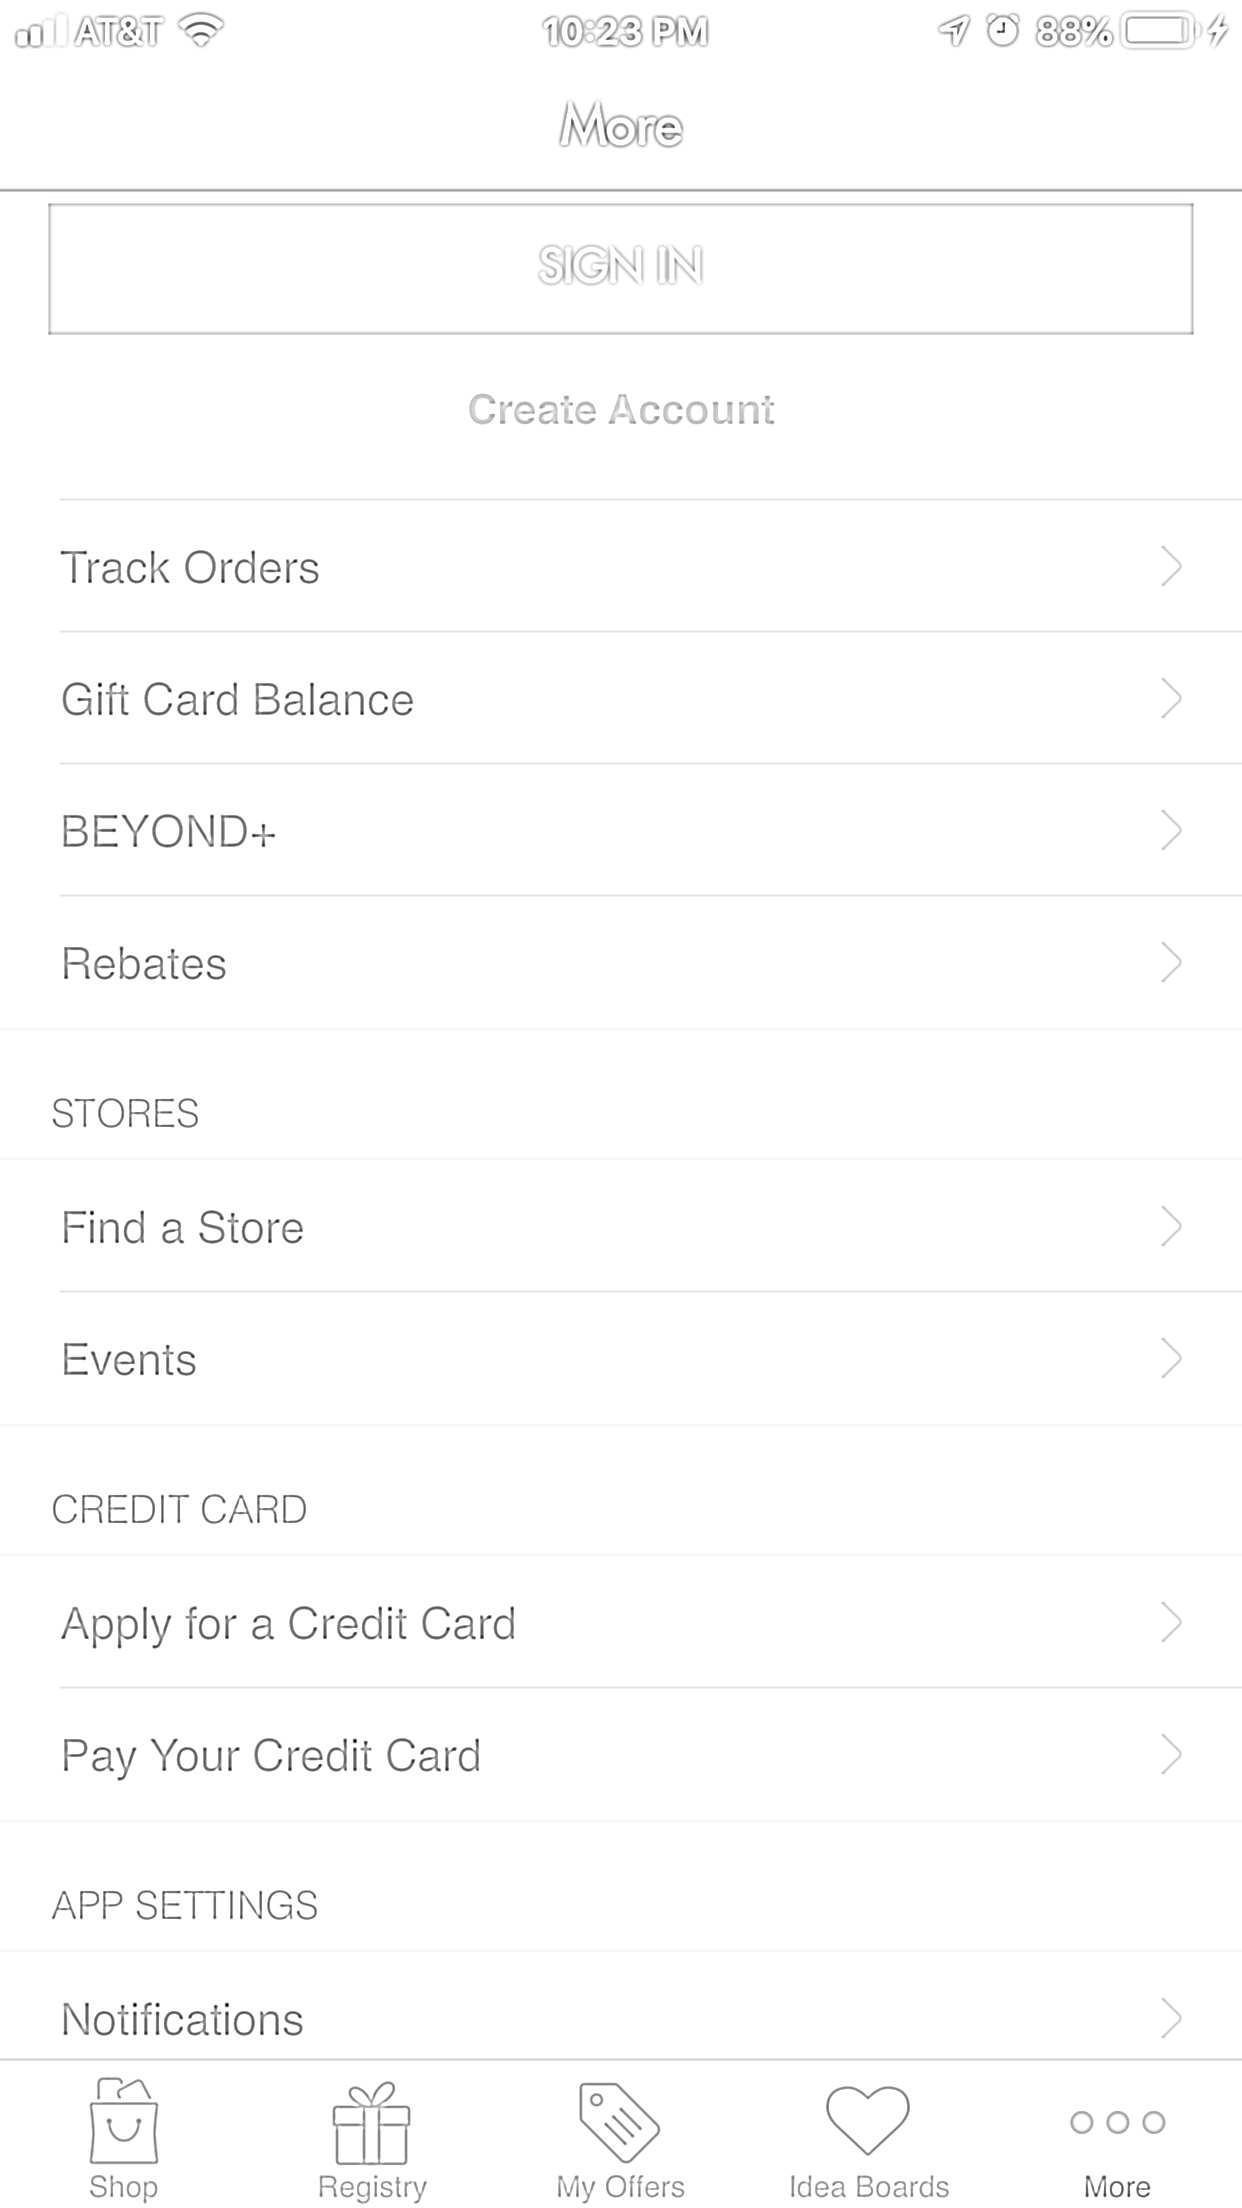 AT&T 10:23 PM 88%
More
SIGN IN
Create Account
Track Orders
Gift Card Balance
BEYOND+
Rebates
STORES
Find a Store
Events
CREDIT CARD
Apply for a Credit Card
Pay Your Credit Card
APP SETTINGS
Notifications
Shop Registry My Offers Idea Boards More